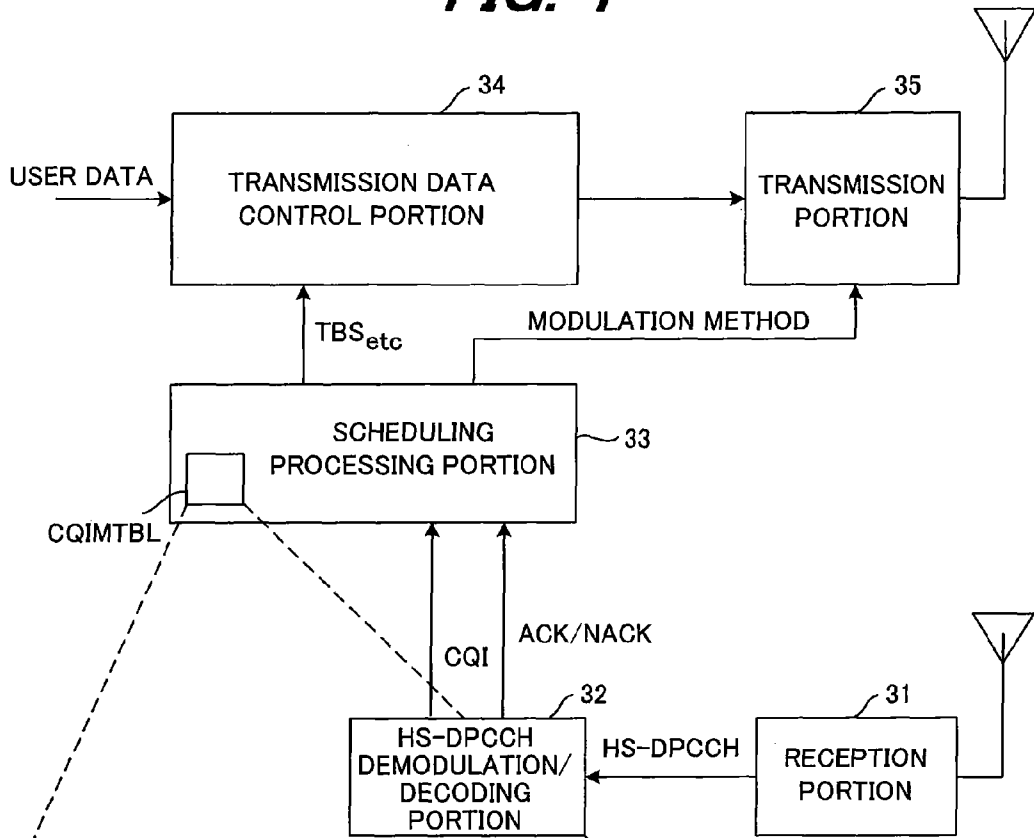 34
35
USER DATA
TRANSMISSION DATA
CONTROL PORTION
TRANSMISSION
PORTION
TBSetc
MODULATION METHOD
SCHEDULING
PROCESSING PORTION
33
CQIMTBL
CQI
ACK/NACK
32
31
HS-DPCCH
DEMODULATION/
DECODING
PORTION
HS-DPCCH
RECEPTION
PORTION